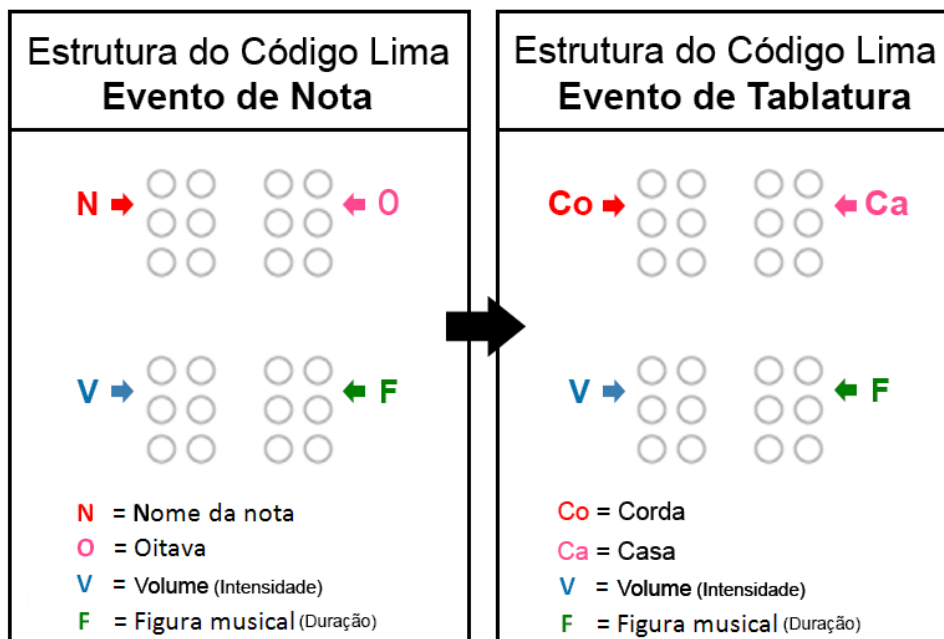 Estrutura do Código Lima
Evento de Nota
N
O
V
F
N = Nome da nota
O = Oitava
V = Volume (Intensidade)
F = Figura musical (Duração)
Estrutura do Código Lima
Evento de Tablatura
Co
Ca
V
F
Co = Corda
Ca = Casa
V = Volume (Intensidade)
F = Figura musical (Duração)